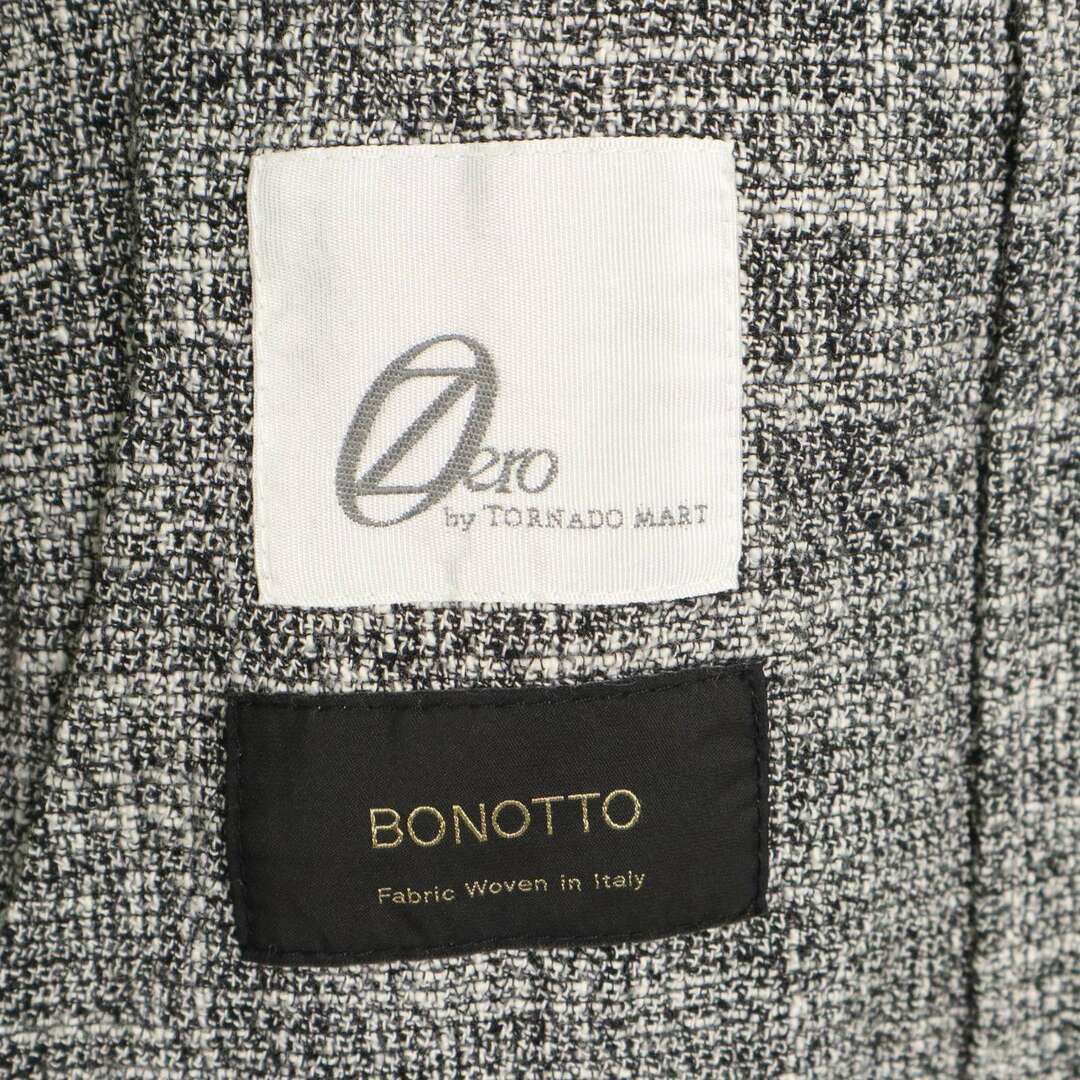 Zero
by TORNADO MART
BONOTTO
Fabric Woven in Italy